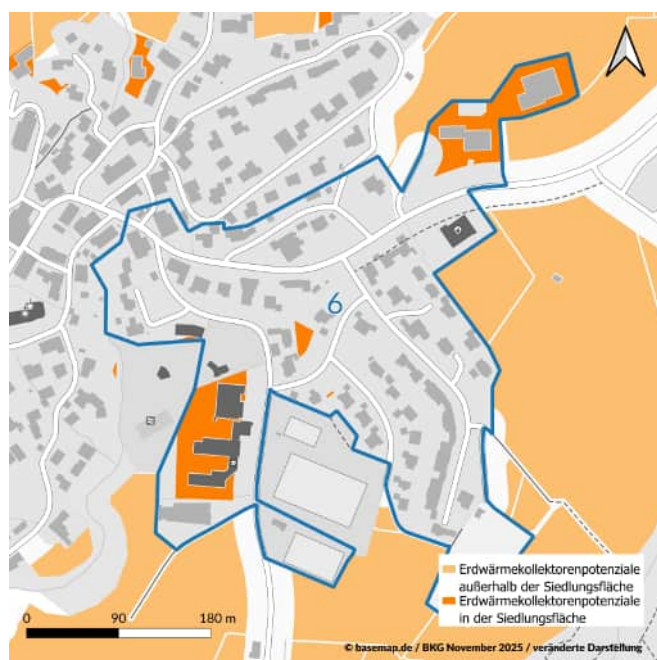 6
Erdwärmekollektorenpotenziale
außerhalb der Siedlungsfläche
Erdwärmekollektorenpotenziale
in der Siedlungsfläche
0 90 180 m
© basemap.de / BKG November 2025 / veränderte Darstellung